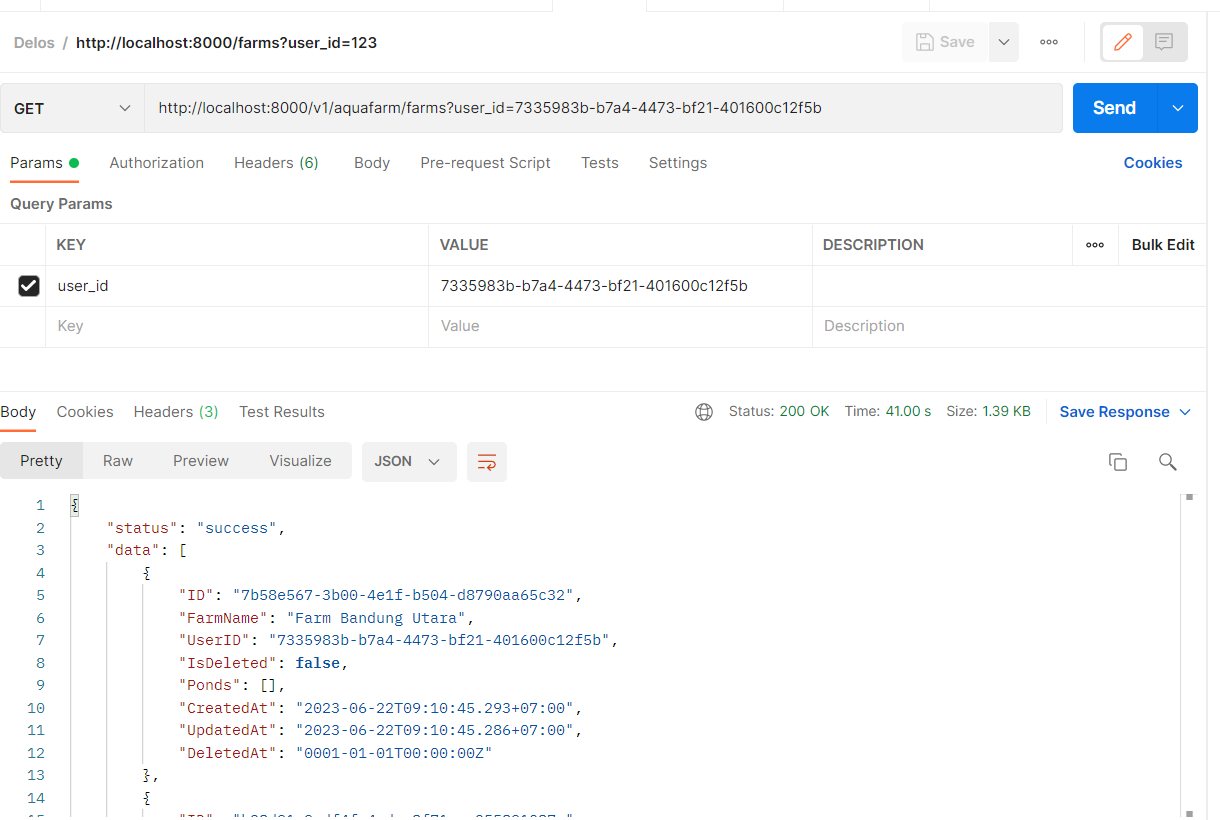 Delos / http://localhost:8000/farms?user_id=123
Save
GET http://localhost:8000/v1/aquafarm/farms?user_id=7335983b-b7a4-4473-bf21-401600c12f5b Send
Params Authorization Headers (6) Body Pre-request Script Tests Settings Cookies
Query Params
KEY VALUE DESCRIPTION Bulk Edit
user_id 7335983b-b7a4-4473-bf21-401600c12f5b
Key Value Description
Body Cookies Headers (3) Test Results Status: 200 OK Time: 41.00 s Size: 1.39 KB Save Response
Pretty Raw Preview Visualize JSON
1 {
2 "status": "success",
3 "data": [
4 {
5 "ID": "7b58e567-3b00-4e1f-b504-d8790aa65c32",
6 "FarmName": "Farm Bandung Utara",
7 "UserID": "7335983b-b7a4-4473-bf21-401600c12f5b",
8 "IsDeleted": false,
9 "Ponds": [],
10 "CreatedAt": "2023-06-22T09:10:45.293+07:00",
11 "UpdatedAt": "2023-06-22T09:10:45.286+07:00",
12 "DeletedAt": "0001-01-01T00:00:00Z"
13 },
14 {